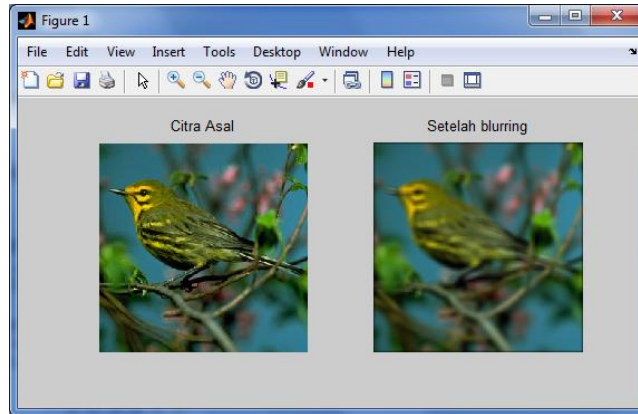 Figure 1
File Edit View Insert Tools Desktop Window Help
Citra Asal
Setelah blurring